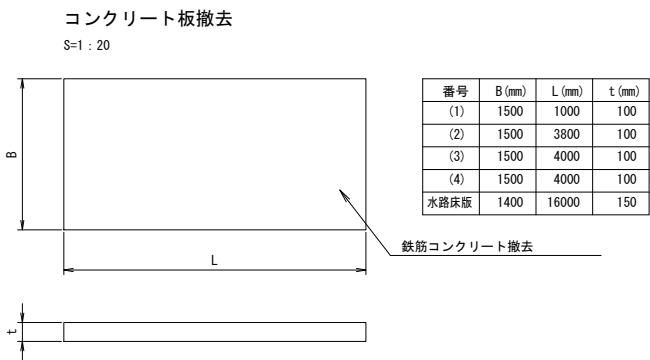 コンクリート板撤去
S=1：20
番号 B(mm) L(mm) t(mm)
(1) 1500 1000 100
(2) 1500 3800 100
(3) 1500 4000 100
(4) 1500 4000 100
水路床版 1400 16000 150
B
鉄筋コンクリート撤去
L
t